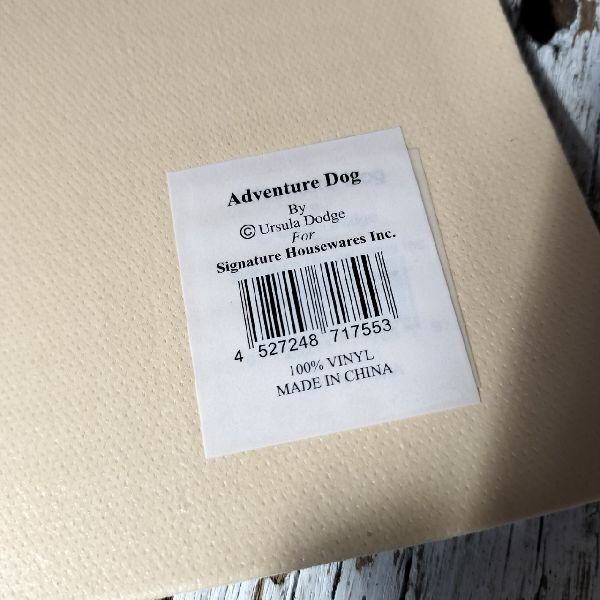 Adventure Dog
By
© Ursula Dodge
For
Signature Housewares Inc.
4 527248 717553
100% VINYL
MADE IN CHINA